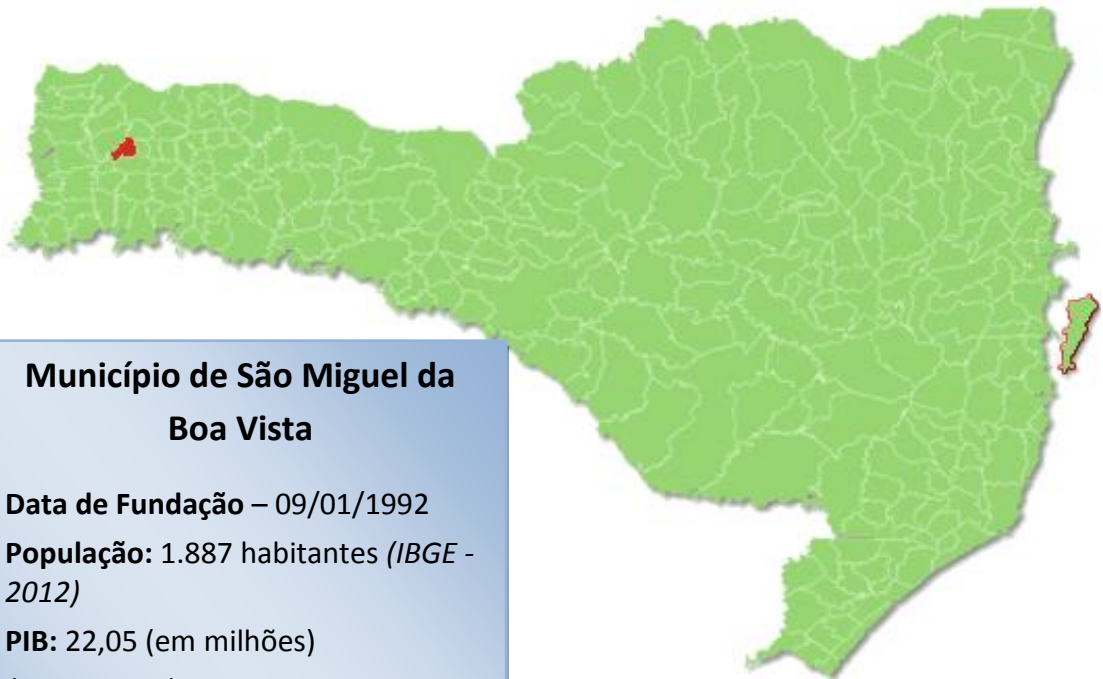 Município de São Miguel da
Boa Vista
Data de Fundação – 09/01/1992
População: 1.887 habitantes (IBGE -
2012)
PIB: 22,05 (em milhões)